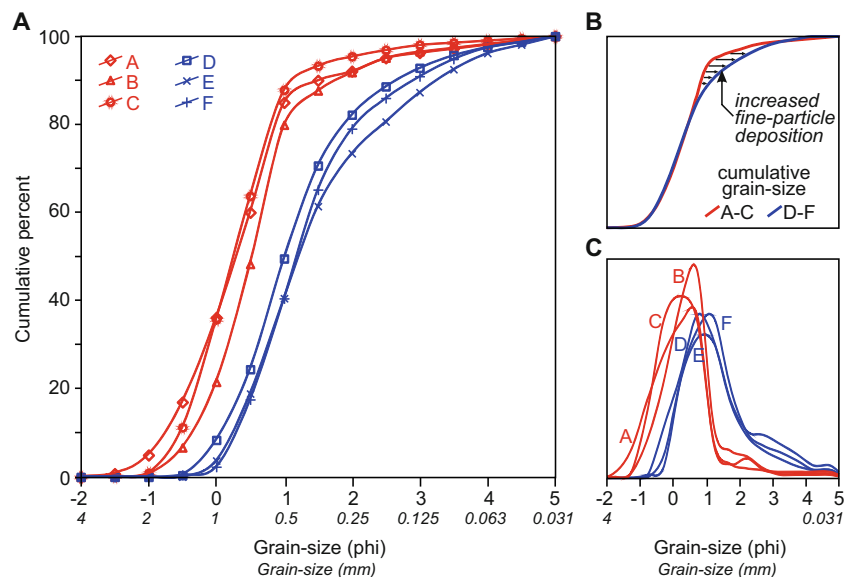 A
100
80
60
40
20
0
Cumulative percent
A
B
C
D
E
F
-2 -1 0 1 2 3 4 5
4 2 1 0.5 0.25 0.125 0.063 0.031
Grain-size (phi)
Grain-size (mm)
B
increased
fine-particle
deposition
cumulative
grain-size
A-C D-F
C
B
C
F
D
E
A
-2 -1 0 1 2 3 4 5
4 0.031
Grain-size (phi)
Grain-size (mm)